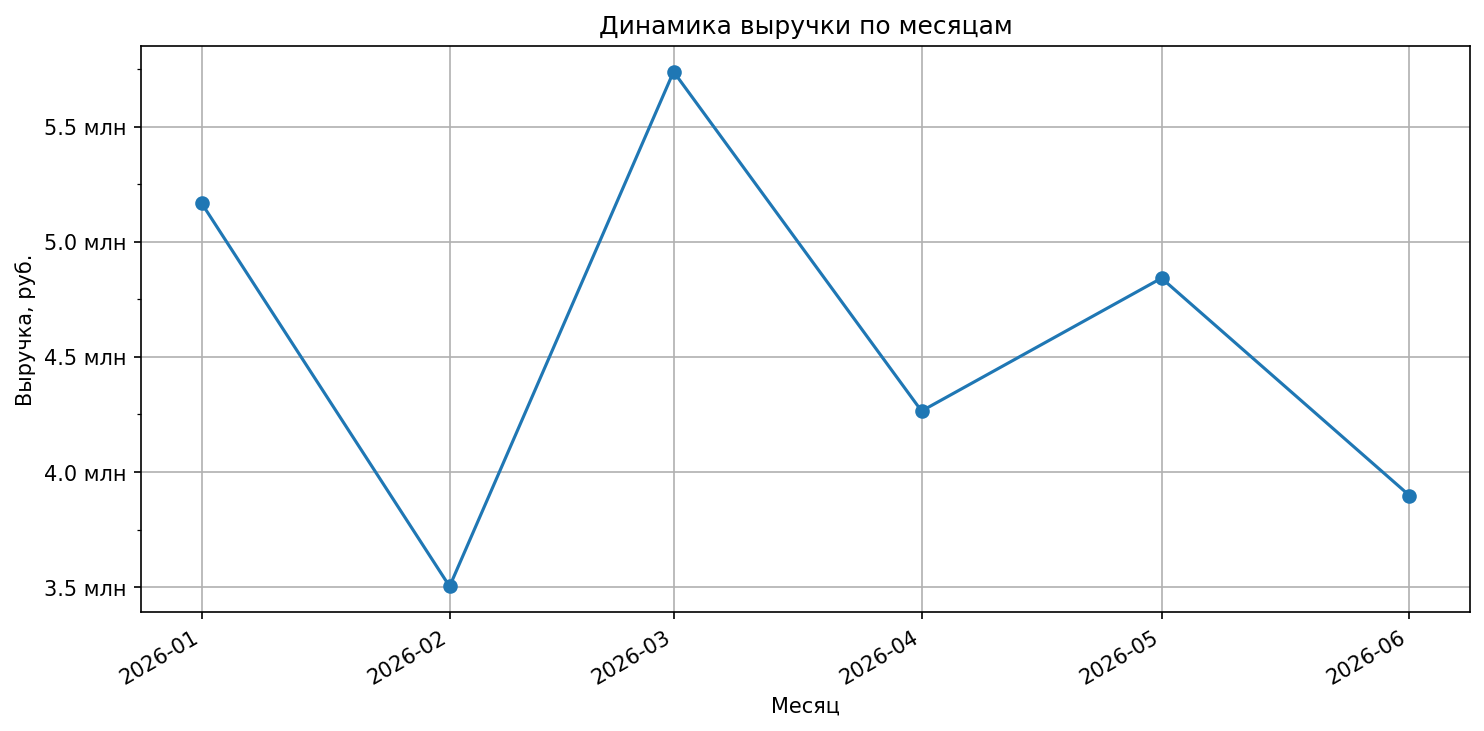 Динамика выручки по месяцам
Выручка, руб.
5.5 млн
5.0 млн
4.5 млн
4.0 млн
3.5 млн
2026-01
2026-02
2026-03
2026-04
2026-05
2026-06
Месяц